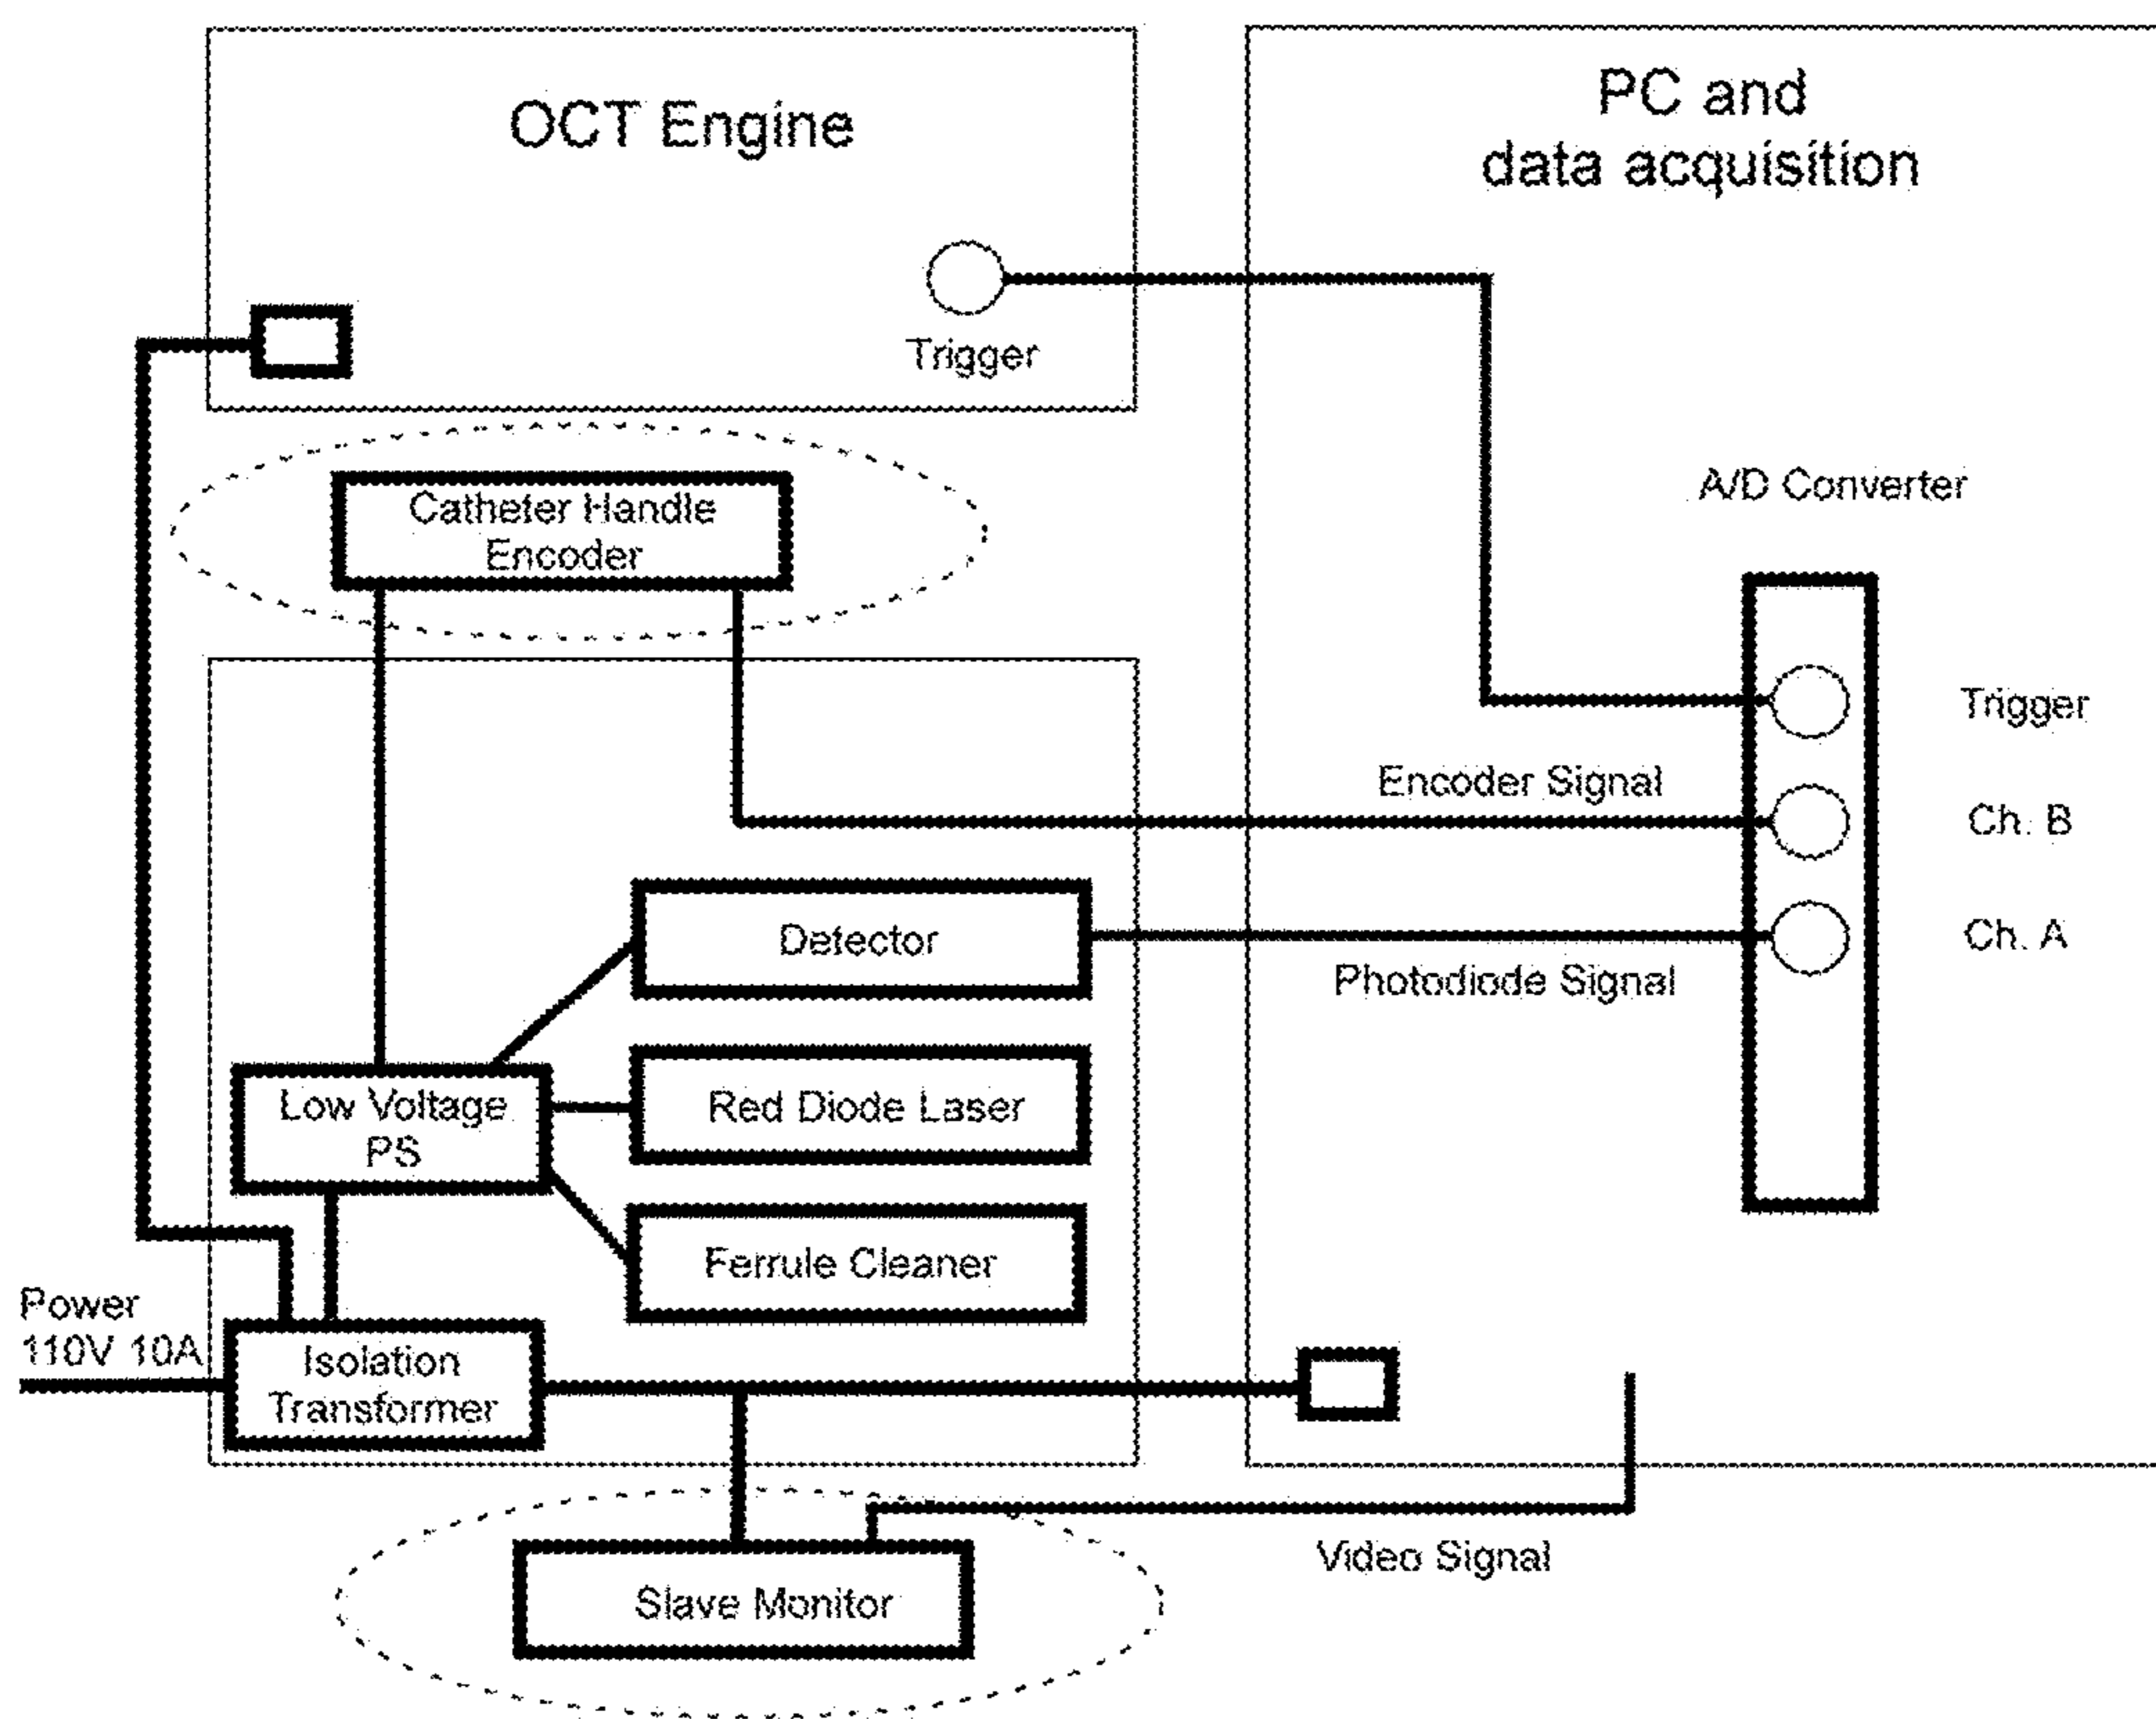 OCT Engine
PC and
data acquisition
Trigger
Catheter Handle
Encoder
A/D Converter
Trigger
Encoder Signal
Ch. B
Detector
Ch. A
Photodiode Signal
Low Voltage
PS
Red Diode Laser
Ferrule Cleaner
Power
110V 10A
Isolation
Transformer
Video Signal
Slave Monitor